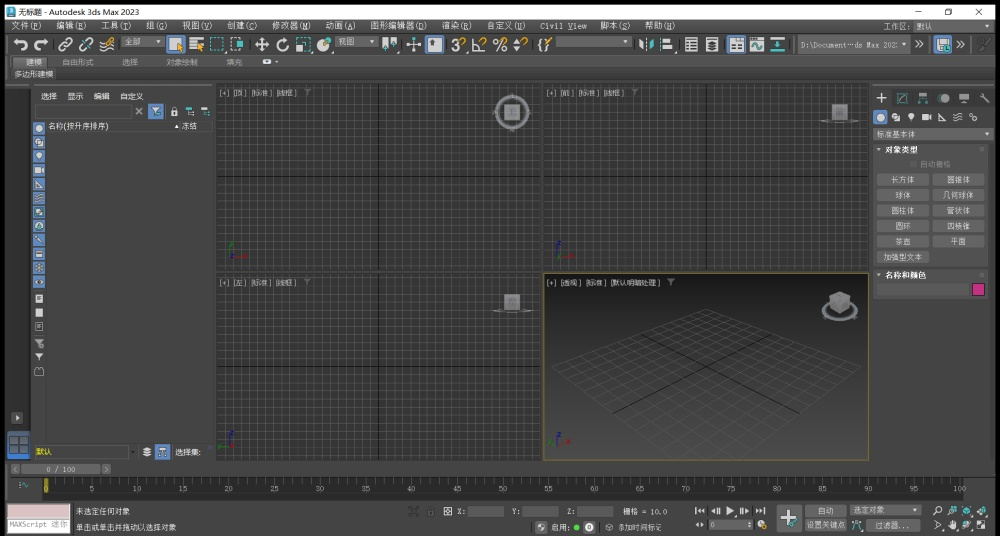 无标题 - Autodesk 3ds Max 2023
文件(F) 编辑(E) 工具(T) 组(G) 视图(V) 创建(C) 修改器(M) 动画(A) 图形编辑器(D) 渲染(R) 自定义(U) Civil View 脚本(S) 帮助(H) 工作区: 默认
全部 视图 D:\Document···ds Max 202
建模 自由形式 选择 对象绘制 填充
多边形建模
选择 显示 编辑 自定义
名称(按升序排序) ▲ 冻结
[+] [顶] [标准] [线框]
[+] [前] [标准] [线框]
标准基本体
对象类型
自动栅格
长方体 圆锥体
球体 几何球体
圆柱体 管状体
圆环 四棱锥
茶壶 平面
加强型文本
名称和颜色
[+] [左] [标准] [线框]
[+] [透视] [标准] [默认明暗处理]
默认 选择集:
0 / 100
0 5 10 15 20 25 30 35 40 45 50 55 60 65 70 75 80 85 90 95 100
未选定任何对象 X: Y: Z: 栅格 = 10.0 自动 选定对象
MAXScript 迷你 单击或单击并拖动以选择对象 启用: 添加时间标记 0 设置关键点 过滤器...